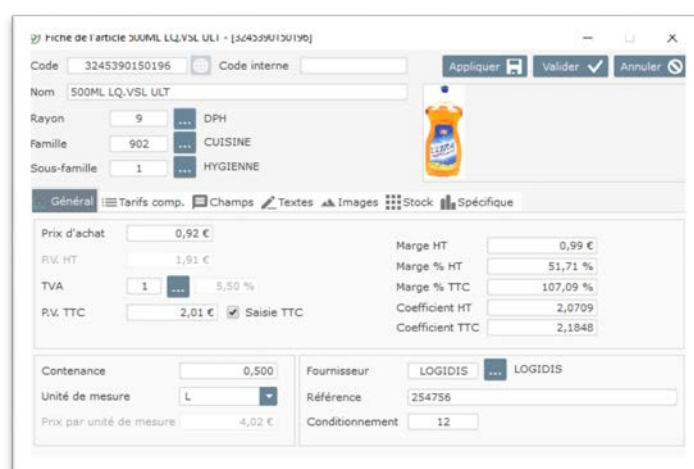 Fiche de l'article 500ML LQ.VSL ULT - [3245390150196]
Code 3245390150196 Code interne Appliquer Valider Annuler
Nom 500ML LQ.VSL ULT
Rayon 9 ... DPH
Famille 902 ... CUISINE
Sous-famille 1 ... HYGIENNE
Général Tarifs comp. Champs Textes Images Stock Spécifique
Prix d'achat 0,92 € Marge HT 0,99 €
P.V. HT 1,91 € Marge % HT 51,71 %
TVA 1 ... 5,50 % Marge % TTC 107,09 %
P.V. TTC 2,01 € Saisie TTC Coefficient HT 2,0709
Coefficient TTC 2,1848
Contenance 0,500 Fournisseur LOGIDIS ... LOGIDIS
Unité de mesure L Référence 254756
Prix par unité de mesure 4,02 € Conditionnement 12